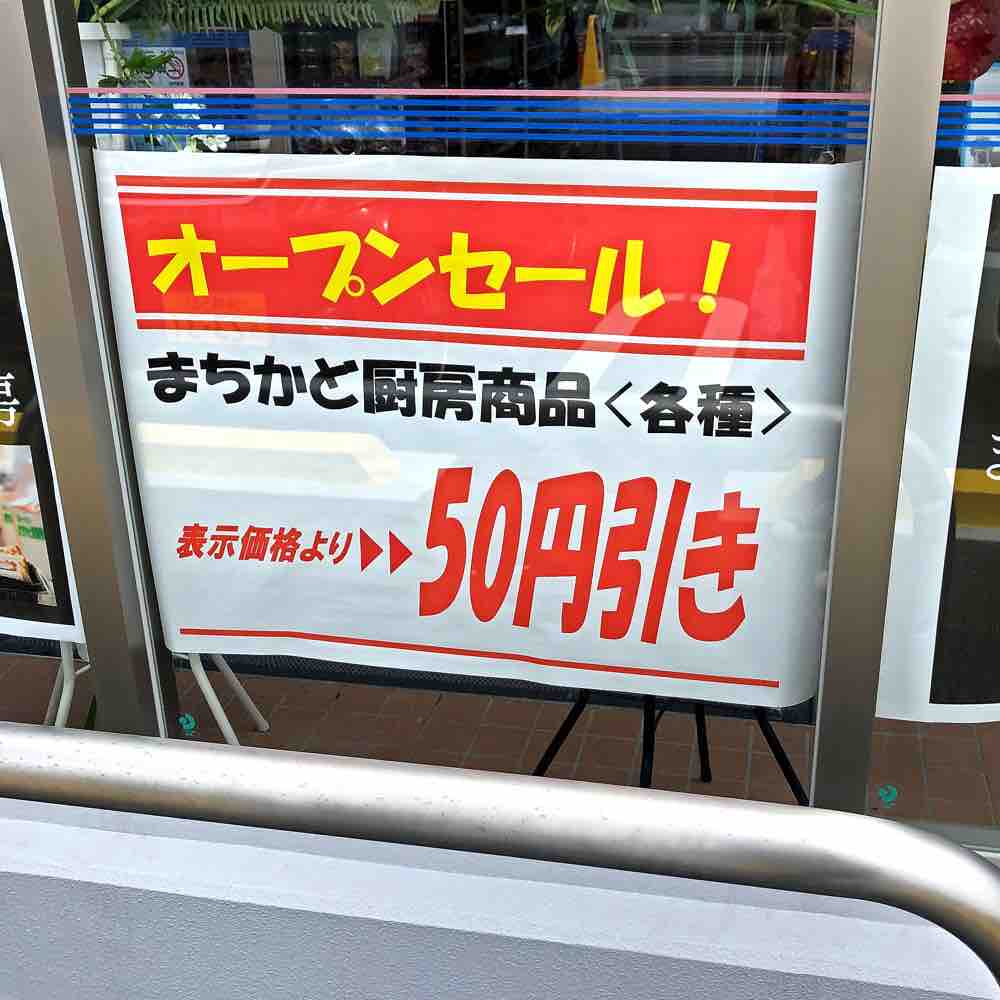 オープンセール！
まちかど厨房商品〈各種〉
表示価格より▶▶50円引き